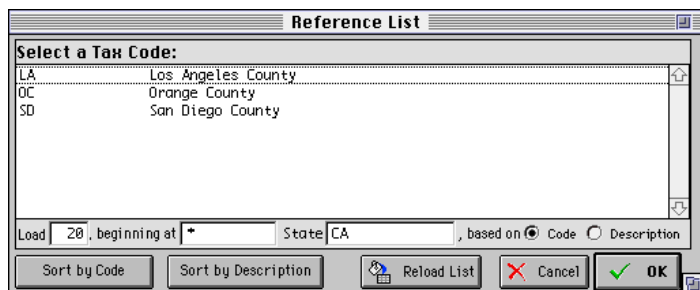 Reference List
Select a Tax Code:
LA Los Angeles County
OC Orange County
SD San Diego County
Load 20 , beginning at * State CA , based on Code Description
Sort by Code Sort by Description Reload List Cancel OK